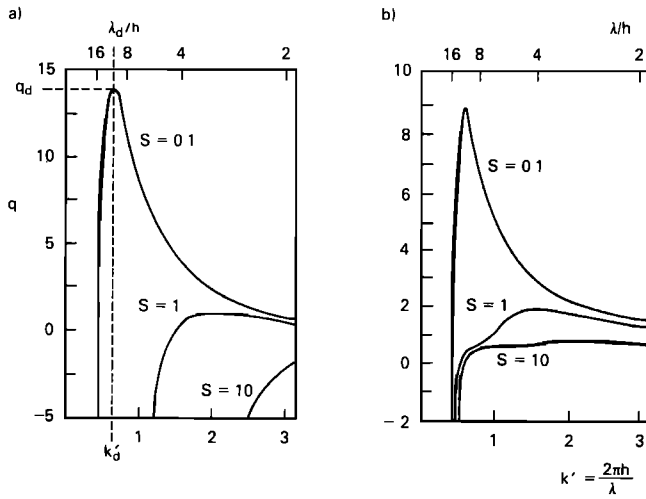 a)
λd/h
16 8 4 2
15
qd
10
5
0
-5
q
S = 0 1
S = 1
S = 10
k′d
1 2 3
b)
λ/h
16 8 4 2
10
8
6
4
2
0
-2
S = 0 1
S = 1
S = 10
1 2 3
k′ = 2πh/λ